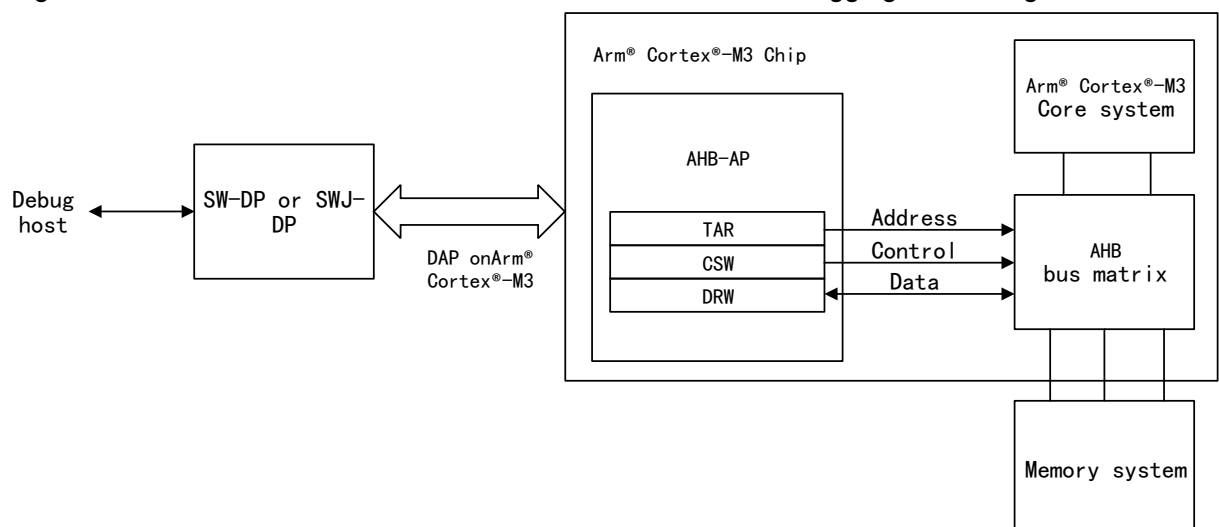 gging
Arm® Cortex®-M3 Chip
Arm® Cortex®-M3
Core system
AHB-AP
Debug
host
SW-DP or SWJ-
DP
DAP onArm®
Cortex®-M3
TAR
CSW
DRW
Address
Control
Data
AHB
bus matrix
Memory system